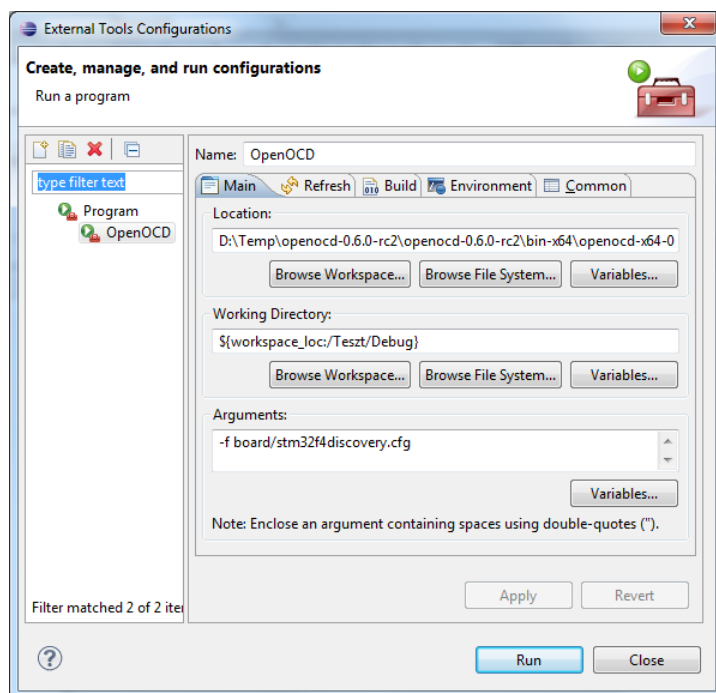 External Tools Configurations
Create, manage, and run configurations
Run a program
type filter text
Program
OpenOCD
Filter matched 2 of 2 iter
Name: OpenOCD
Main Refresh Build Environment Common
Location:
D:\Temp\openocd-0.6.0-rc2\openocd-0.6.0-rc2\bin-x64\openocd-x64-0
Browse Workspace... Browse File System... Variables...
Working Directory:
${workspace_loc:/Teszt/Debug}
Browse Workspace... Browse File System... Variables...
Arguments:
-f board/stm32f4discovery.cfg
Variables...
Note: Enclose an argument containing spaces using double-quotes (").
Apply Revert
Run Close